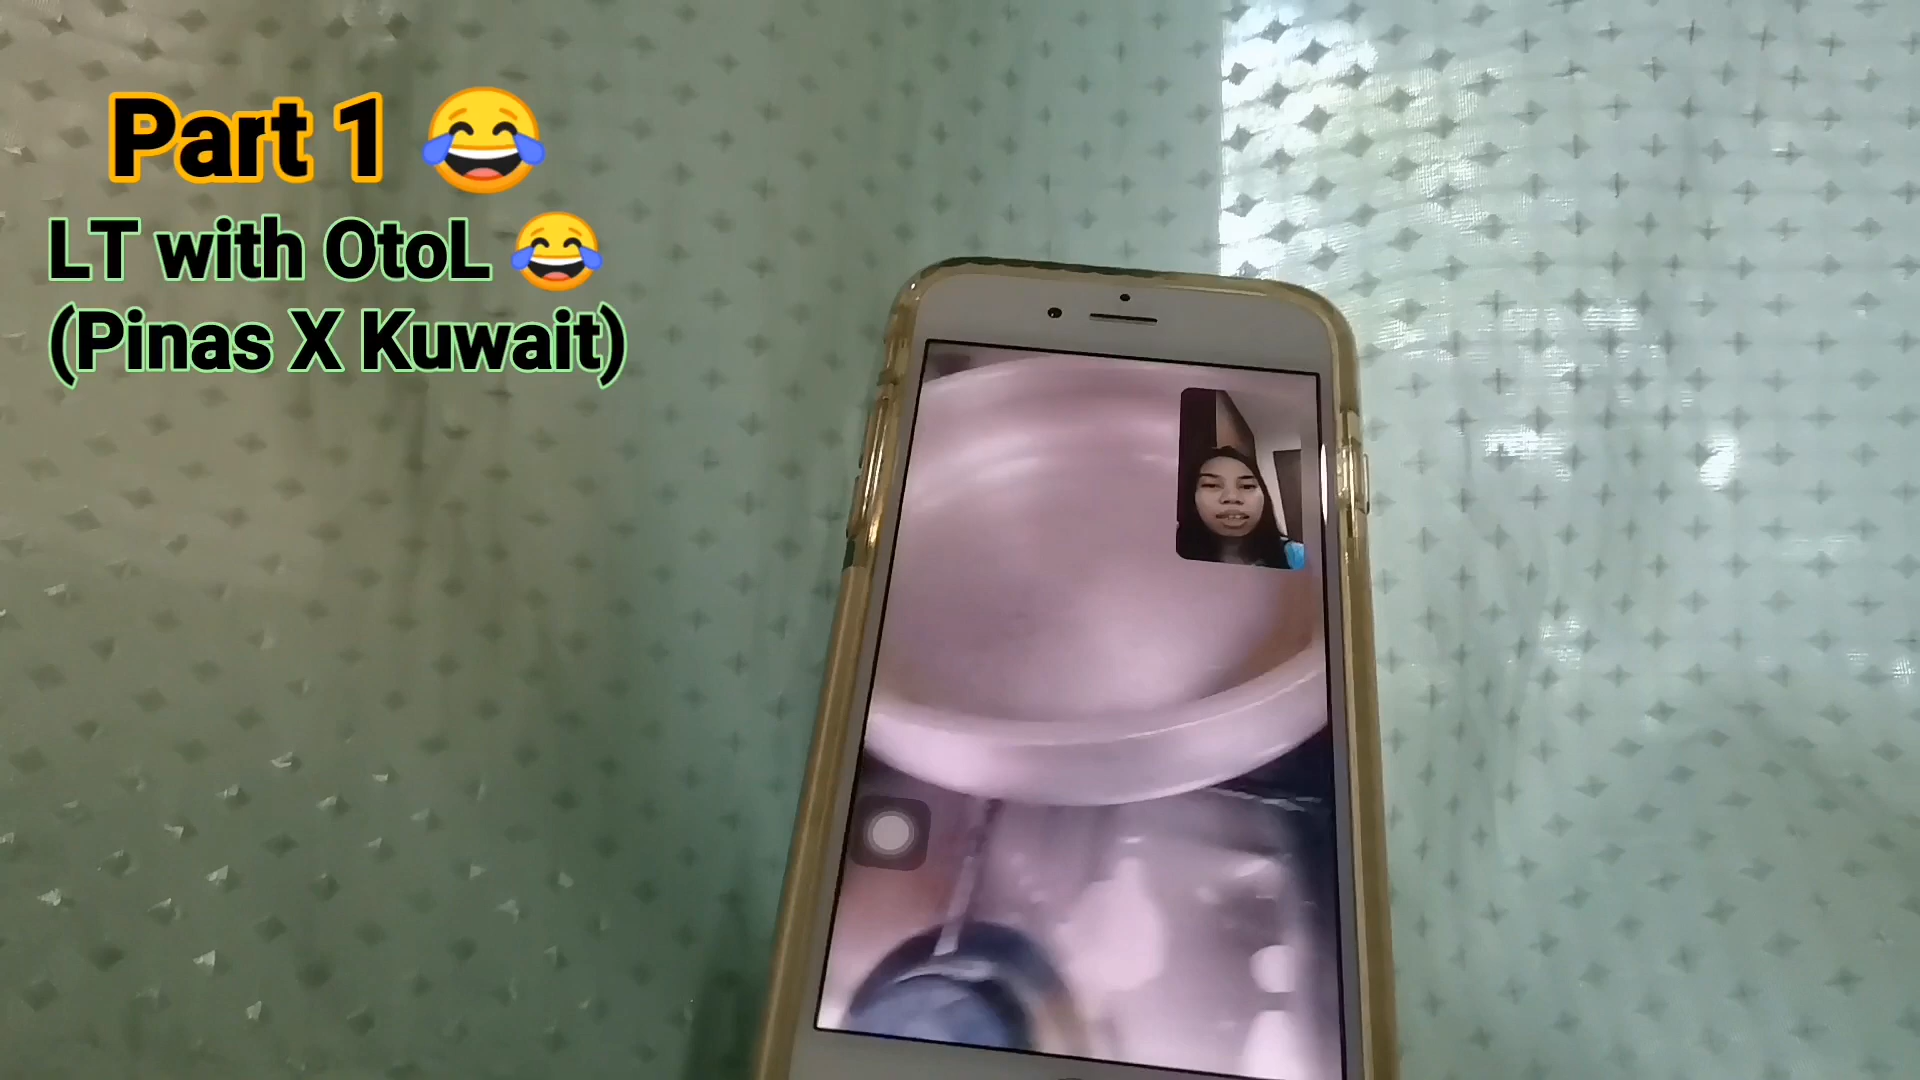 Part 1 😂
LT with OtoL 😂
(Pinas X Kuwait)